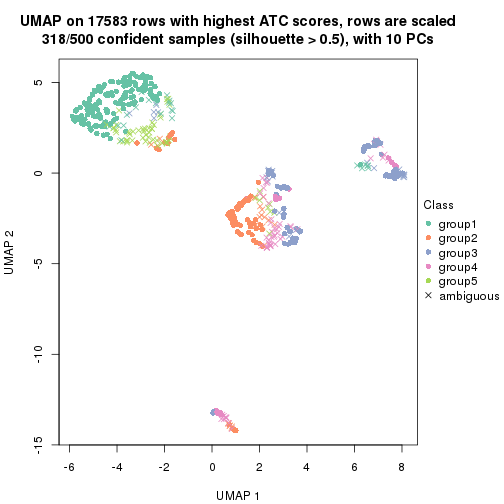 UMAP on 17583 rows with highest ATC scores, rows are scaled
318/500 confident samples (silhouette > 0.5), with 10 PCs
5
0
-5
-10
-15
UMAP 2
-6
-4
-2
0
2
4
6
8
UMAP 1
Class
group1
group2
group3
group4
group5
ambiguous